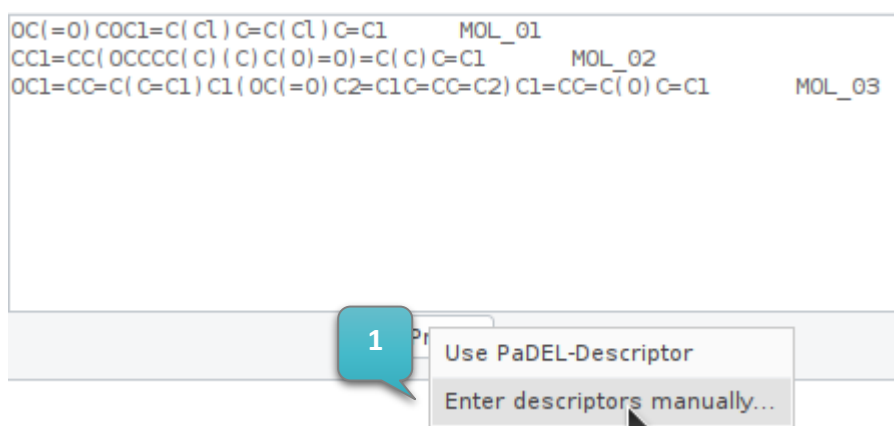 OC(=O)COC1=C(Cl)C=C(Cl)C=C1 MOL_01
CC1=CC(OCCCC(C)(C)C(O)=O)=C(C)C=C1 MOL_02
OC1=CC=C(C=C1)C1(OC(=O)C2=C1C=CC=C2)C1=CC=C(O)C=C1 MOL_03
1
Use PaDEL-Descriptor
Enter descriptors manually...